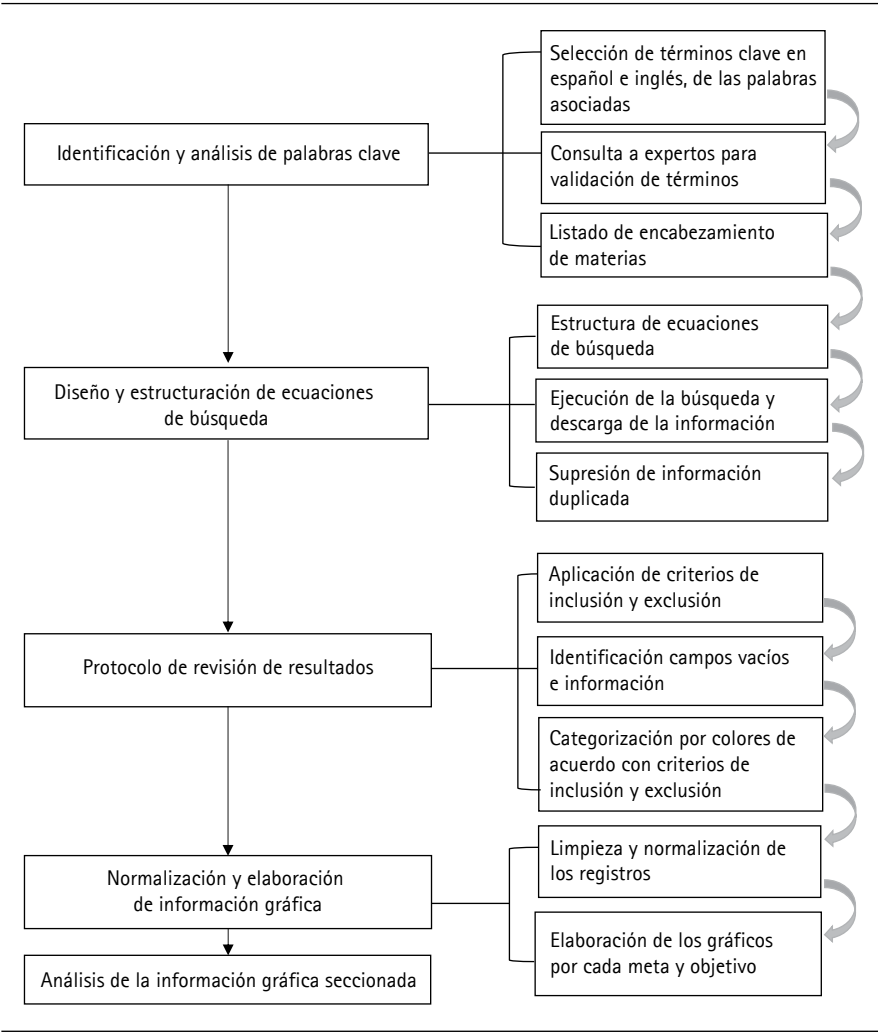 Identificación y análisis de palabras clave
Selección de términos clave en
español e inglés, de las palabras
asociadas
Consulta a expertos para
validación de términos
Listado de encabezamiento
de materias
Diseño y estructuración de ecuaciones
de búsqueda
Estructura de ecuaciones
de búsqueda
Ejecución de la búsqueda y
descarga de la información
Supresión de información
duplicada
Protocolo de revisión de resultados
Aplicación de criterios de
inclusión y exclusión
Identificación campos vacíos
e información
Categorización por colores de
acuerdo con criterios de
inclusión y exclusión
Normalización y elaboración
de información gráfica
Limpieza y normalización de
los registros
Elaboración de los gráficos
por cada meta y objetivo
Análisis de la información gráfica seccionada